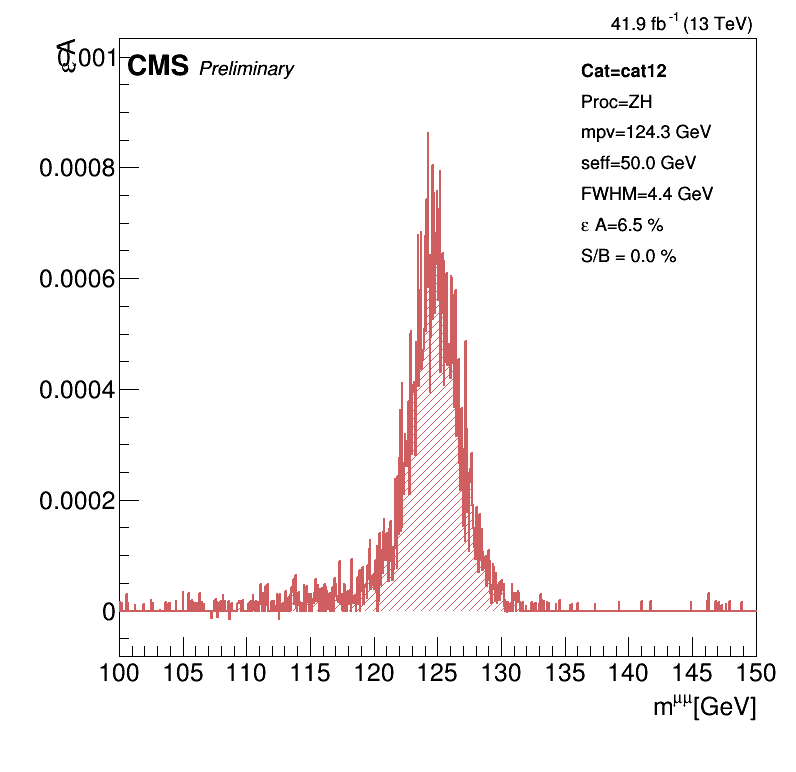 41.9 fb⁻¹ (13 TeV)
εA
CMS Preliminary
Cat=cat12
Proc=ZH
mpv=124.3 GeV
seff=50.0 GeV
FWHM=4.4 GeV
ε A=6.5 %
S/B = 0.0 %
0.001
0.0008
0.0006
0.0004
0.0002
0
100 105 110 115 120 125 130 135 140 145 150
m^μμ[GeV]